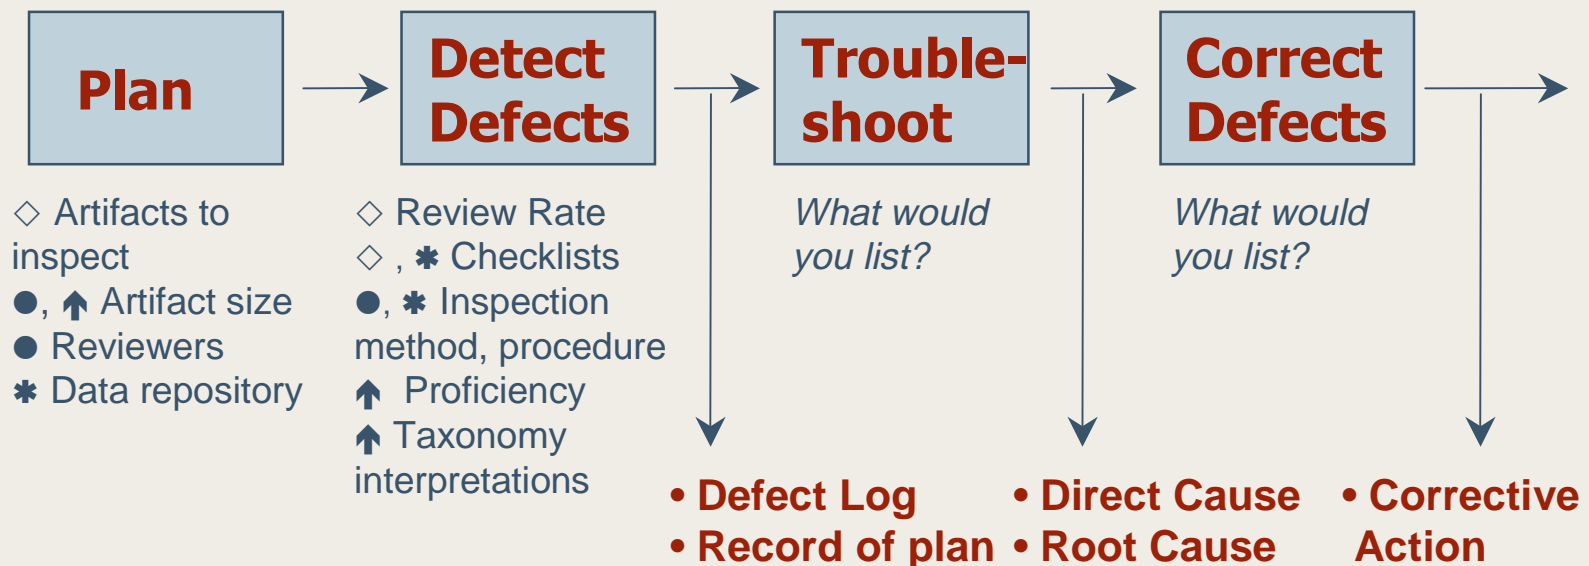 Plan
Detect
Defects
Trouble-
shoot
Correct
Defects
◇ Artifacts to
inspect
●, ↑ Artifact size
● Reviewers
✱ Data repository
◇ Review Rate
◇ , ✱ Checklists
●, ✱ Inspection
method, procedure
↑ Proficiency
↑ Taxonomy
interpretations
What would
you list?
What would
you list?
• Defect Log
• Record of plan
• Direct Cause
• Root Cause
• Corrective
Action